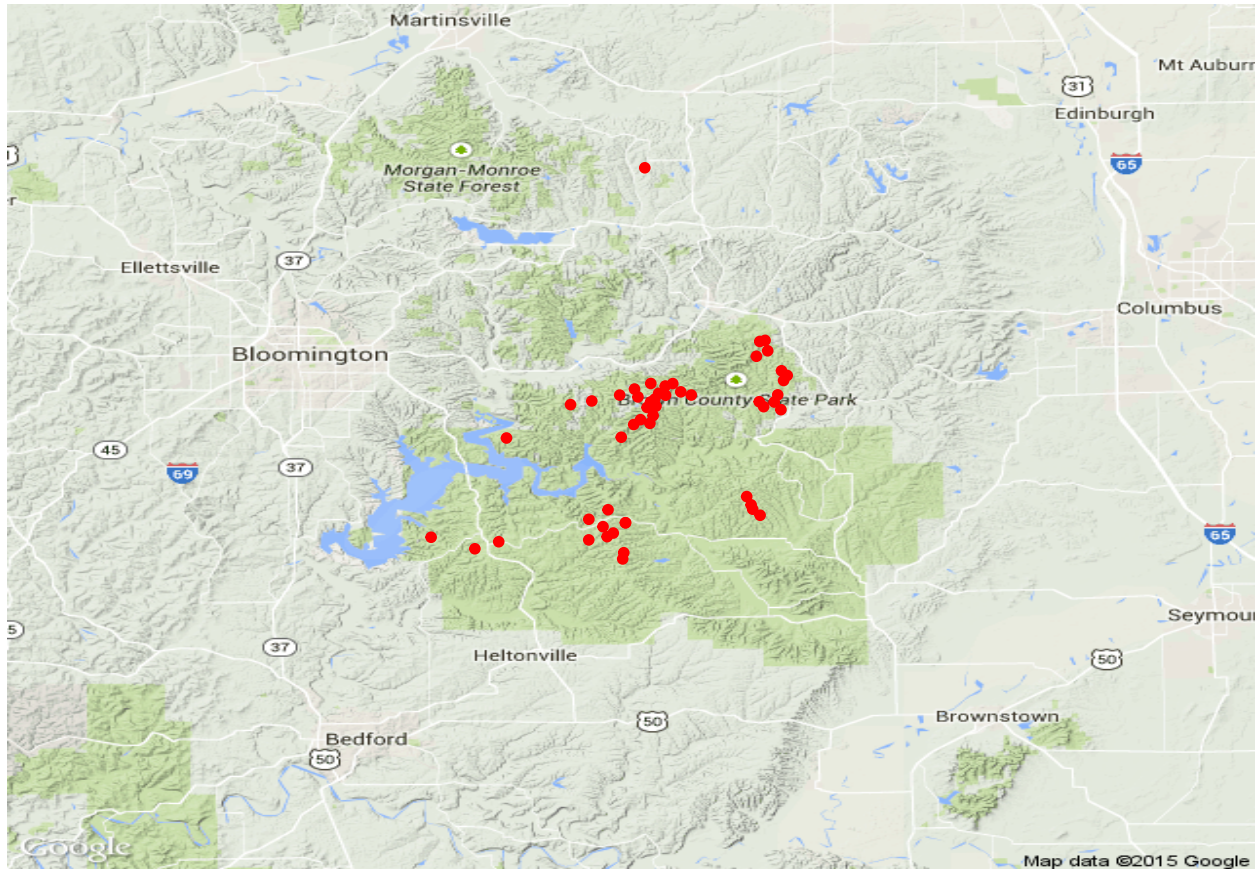 Martinsville
Mt Auburn
31
Edinburgh
65
Morgan-Monroe
State Forest
37
Ellettsville
Columbus
Bloomington
Brown County State Park
45
69
37
65
Seymour
37
Heltonville
50
50
Brownstown
Bedford
50
Google
Map data ©2015 Google